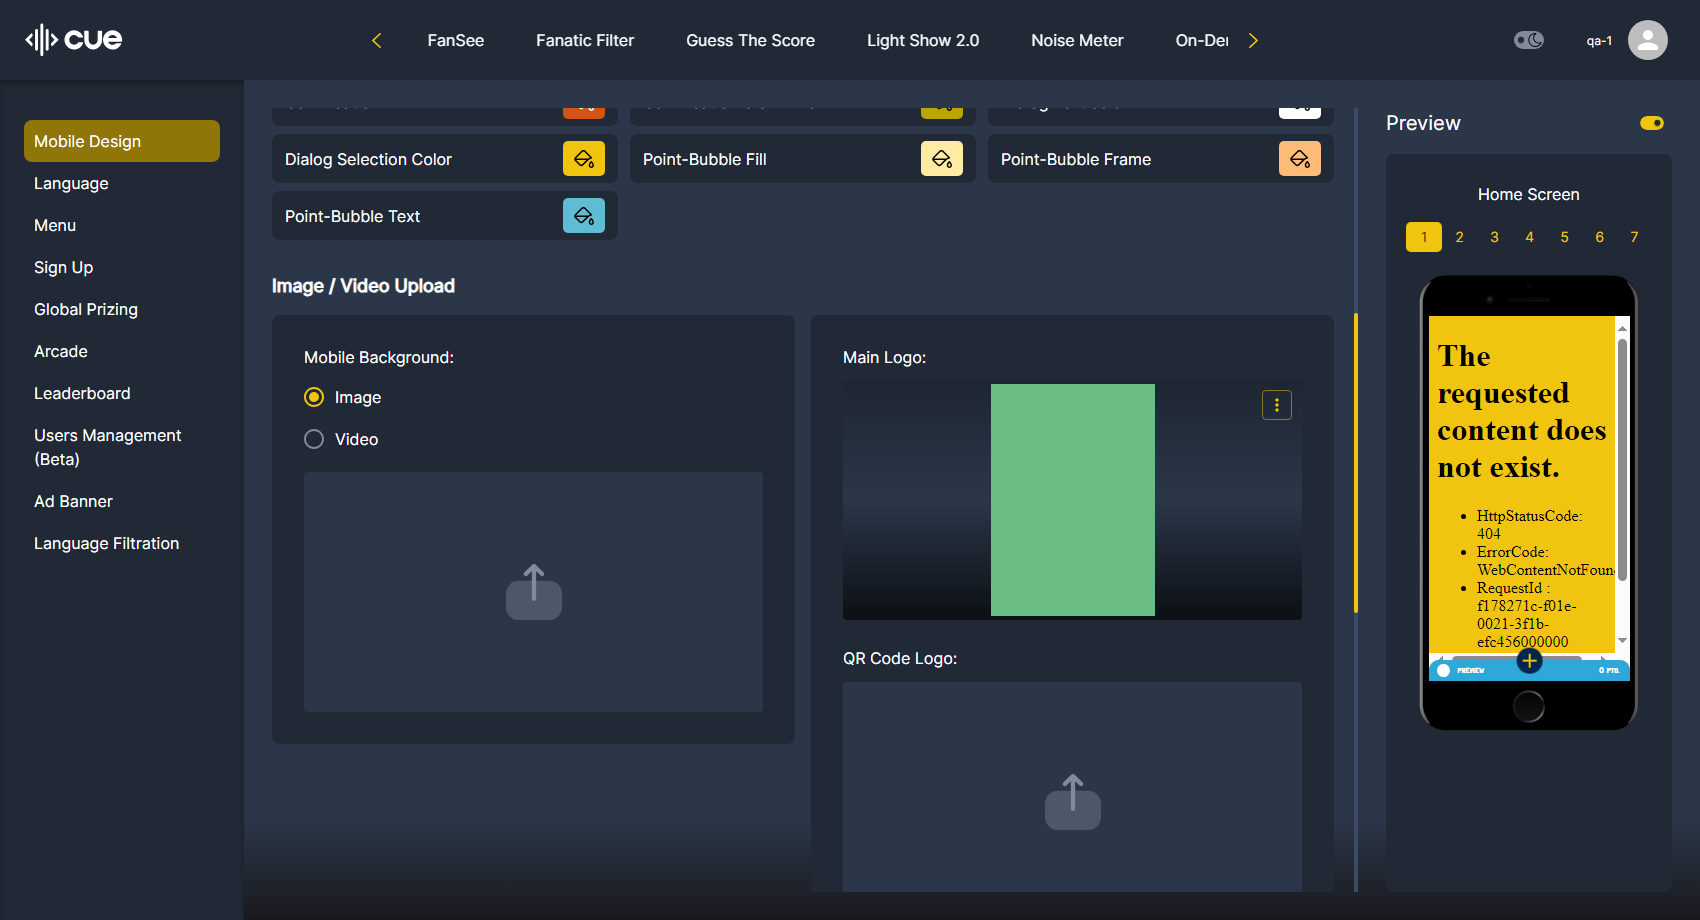 cue
FanSee
Fanatic Filter
Guess The Score
Light Show 2.0
Noise Meter
qa-1
Mobile Design
Language
Menu
Sign Up
Global Prizing
Arcade
Leaderboard
Users Management
(Beta)
Ad Banner
Language Filtration
Dialog Selection Color
Point-Bubble Fill
Point-Bubble Frame
Point-Bubble Text
Image / Video Upload
Mobile Background:
Image
Video
Main Logo:
QR Code Logo:
Preview
Home Screen
1 2 3 4 5 6 7
The
requested
content does
not exist.
HttpStatusCode:
404
ErrorCode:
RequestId :
f178271c-f01e-
0021-3f1b-
efc456000000
PREVIEW
0 PTS.